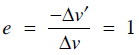 e = −Δv′ / Δv = 1